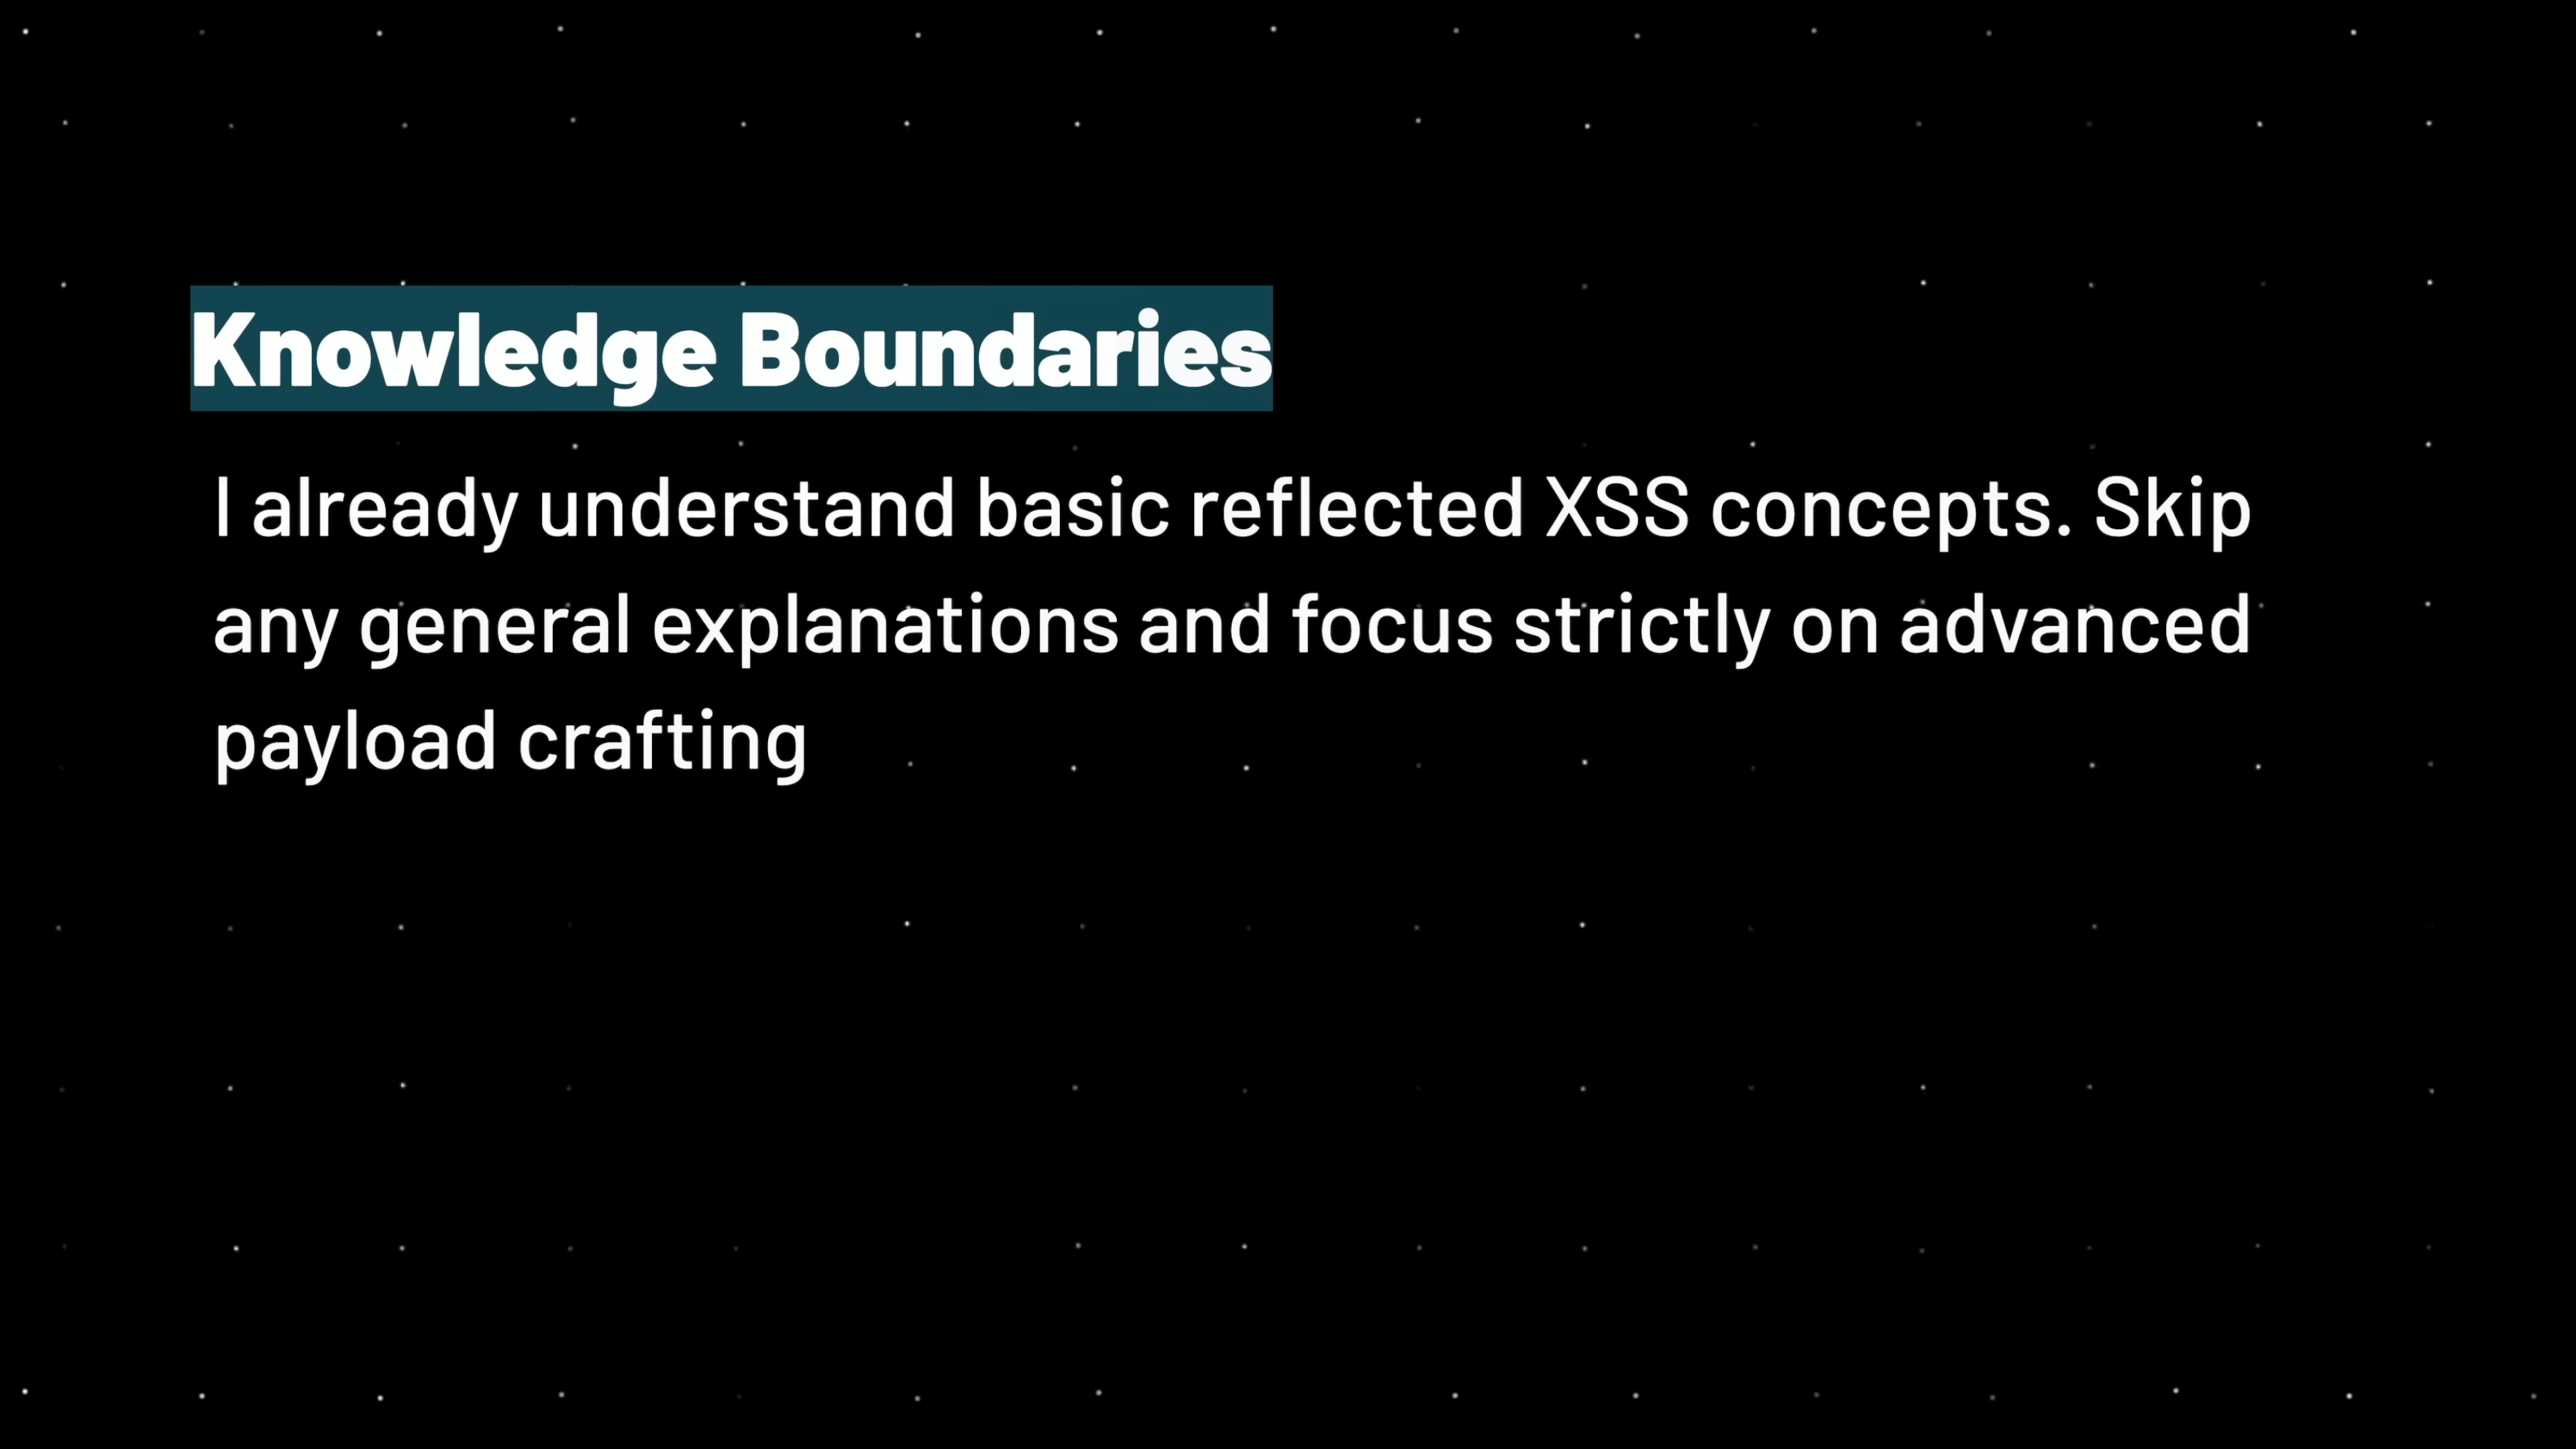 Knowledge Boundaries
I already understand basic reflected XSS concepts. Skip
any general explanations and focus strictly on advanced
payload crafting